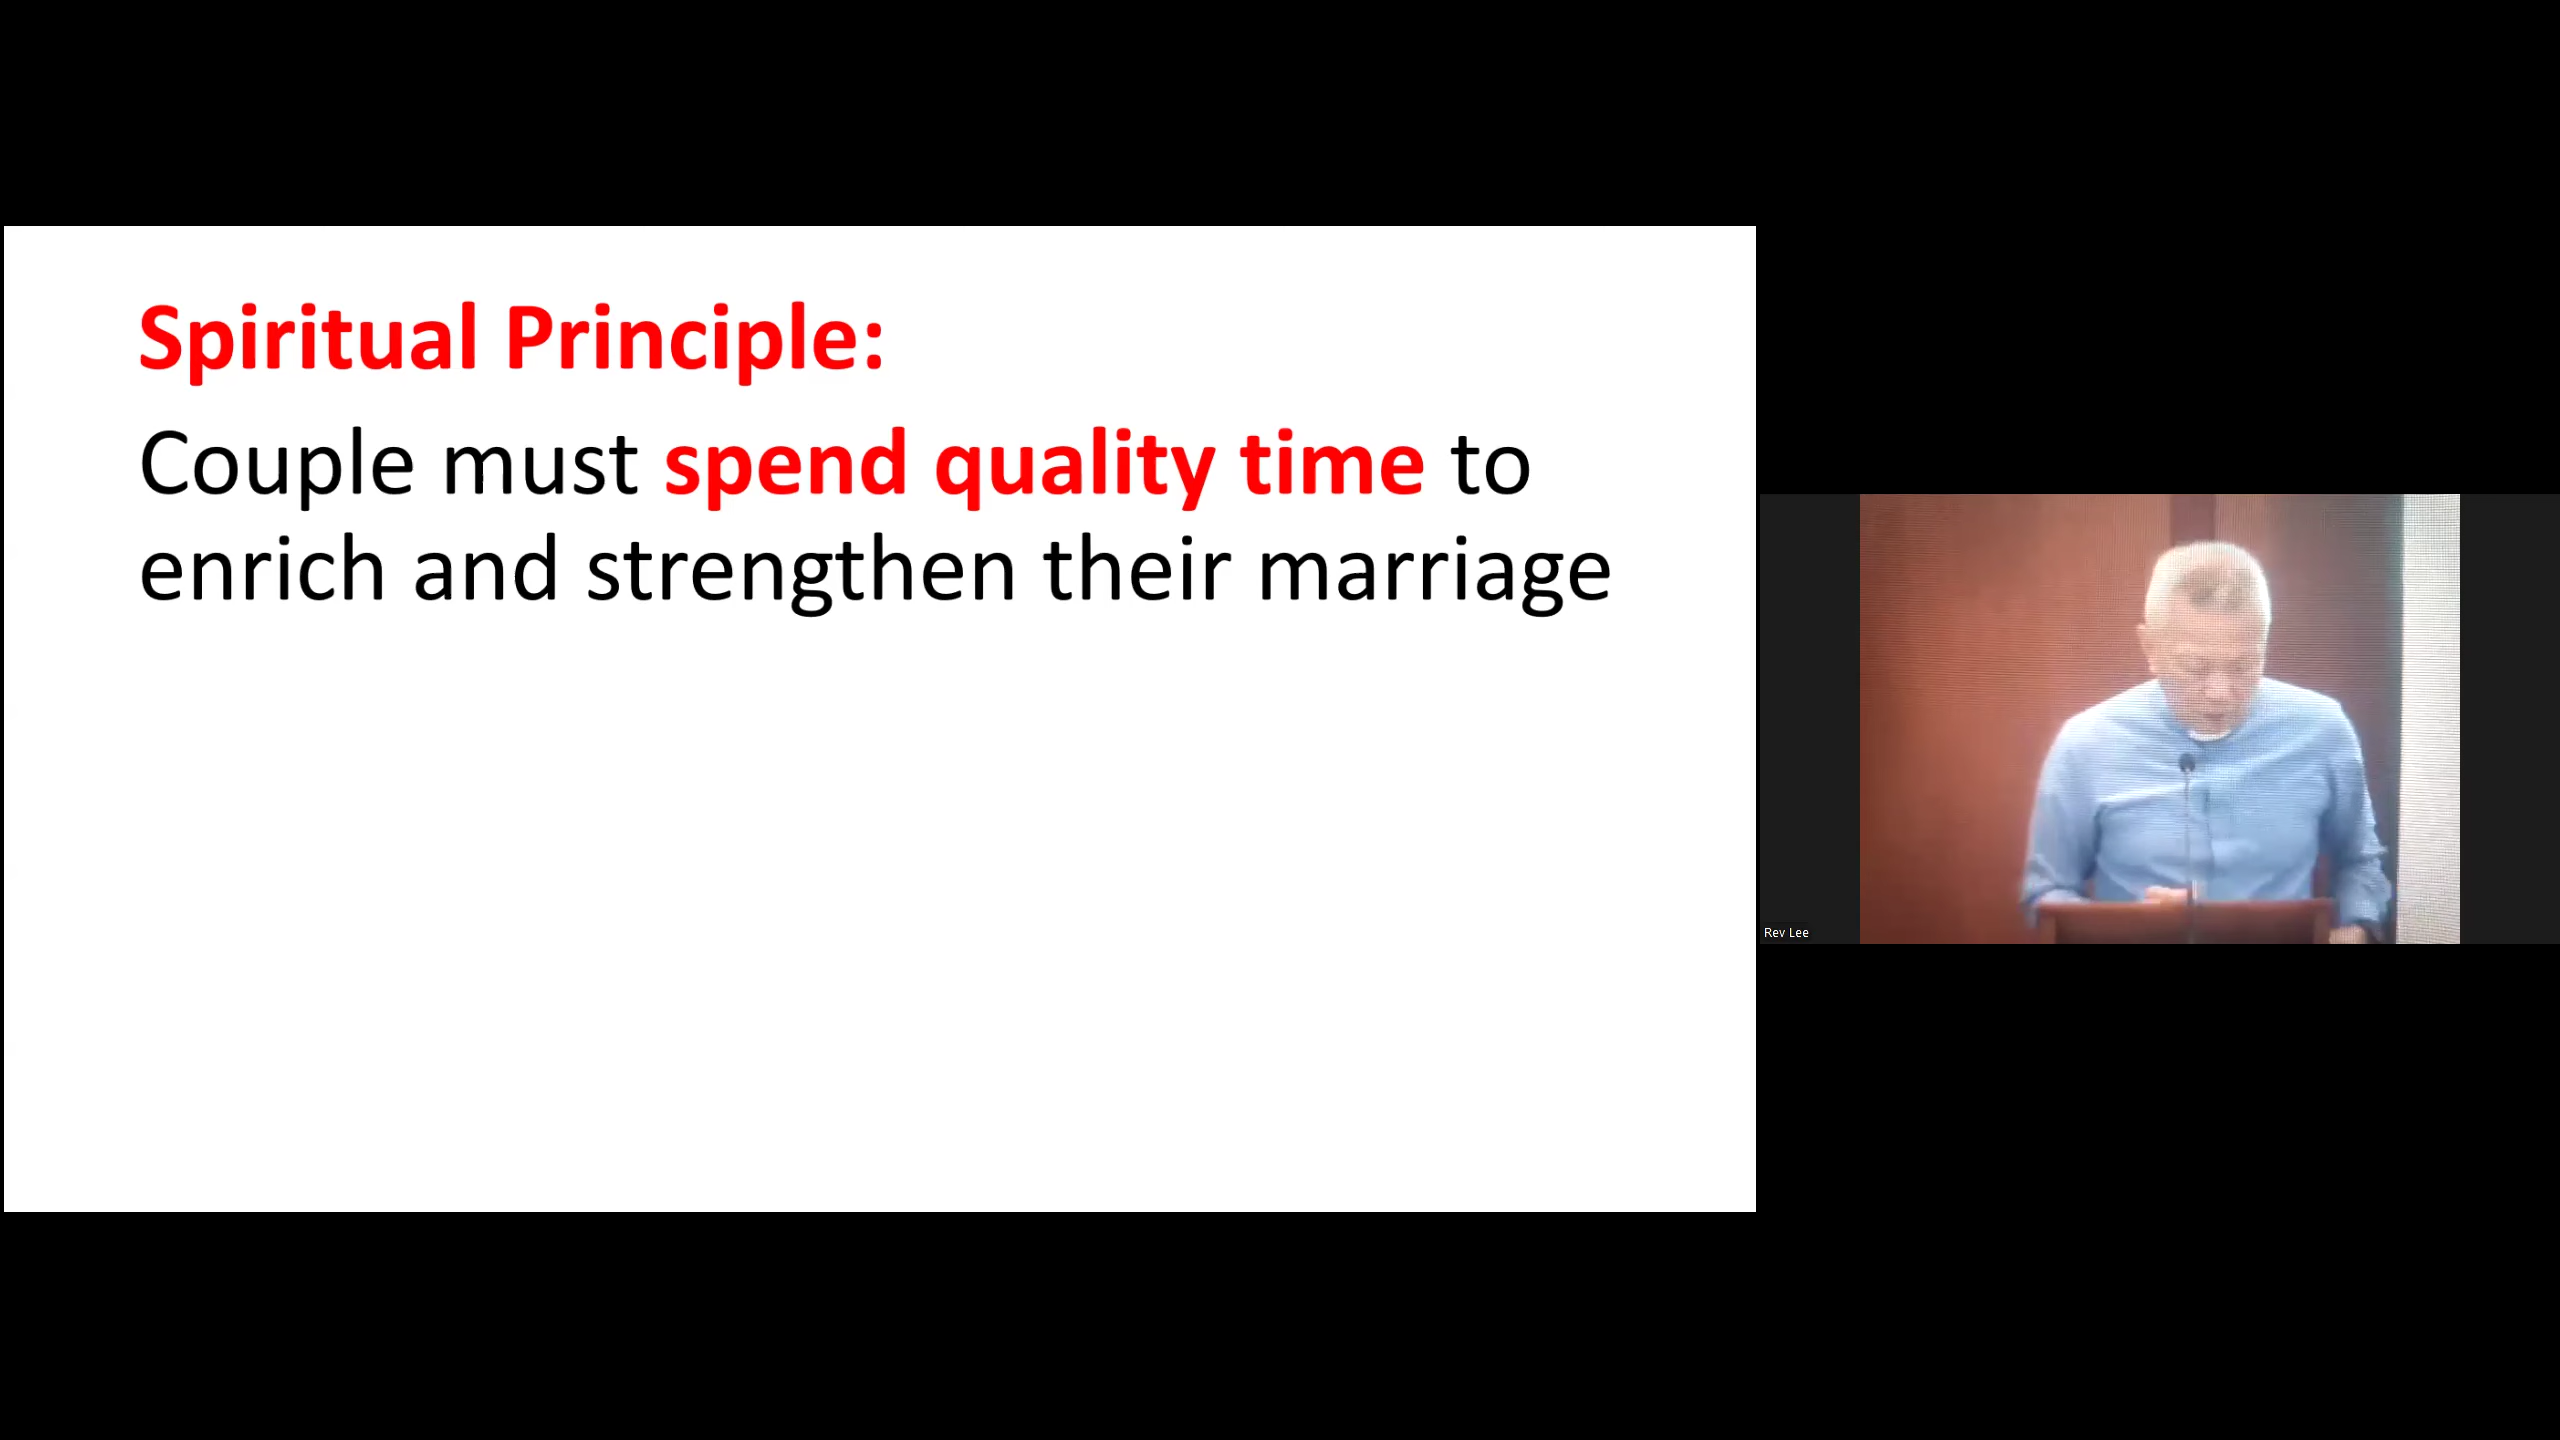 Spiritual Principle:
Couple must spend quality time to
enrich and strengthen their marriage
Rev Lee